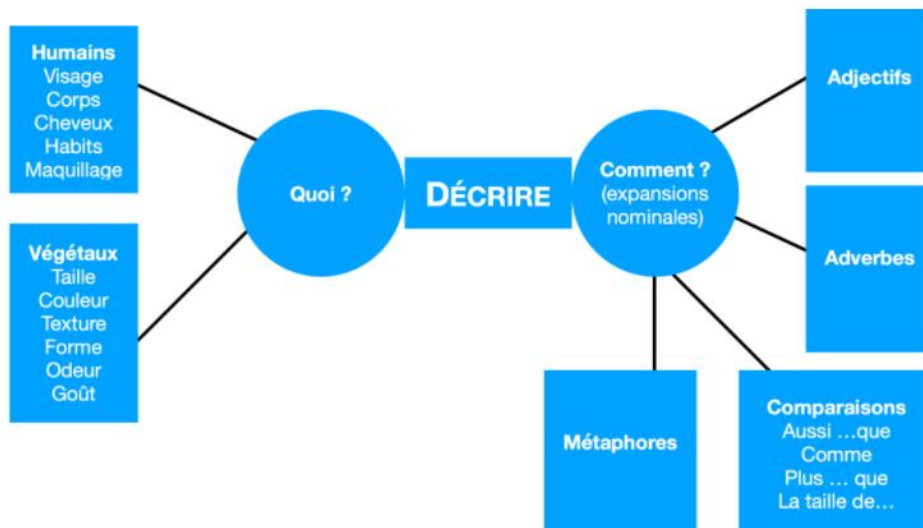 Humains
Visage
Corps
Cheveux
Habits
Maquillage
Végétaux
Taille
Couleur
Texture
Forme
Odeur
Goût
Quoi ?
DÉCRIRE
Comment ?
(expansions
nominales)
Adjectifs
Adverbes
Métaphores
Comparaisons
Aussi ...que
Comme
Plus ... que
La taille de...